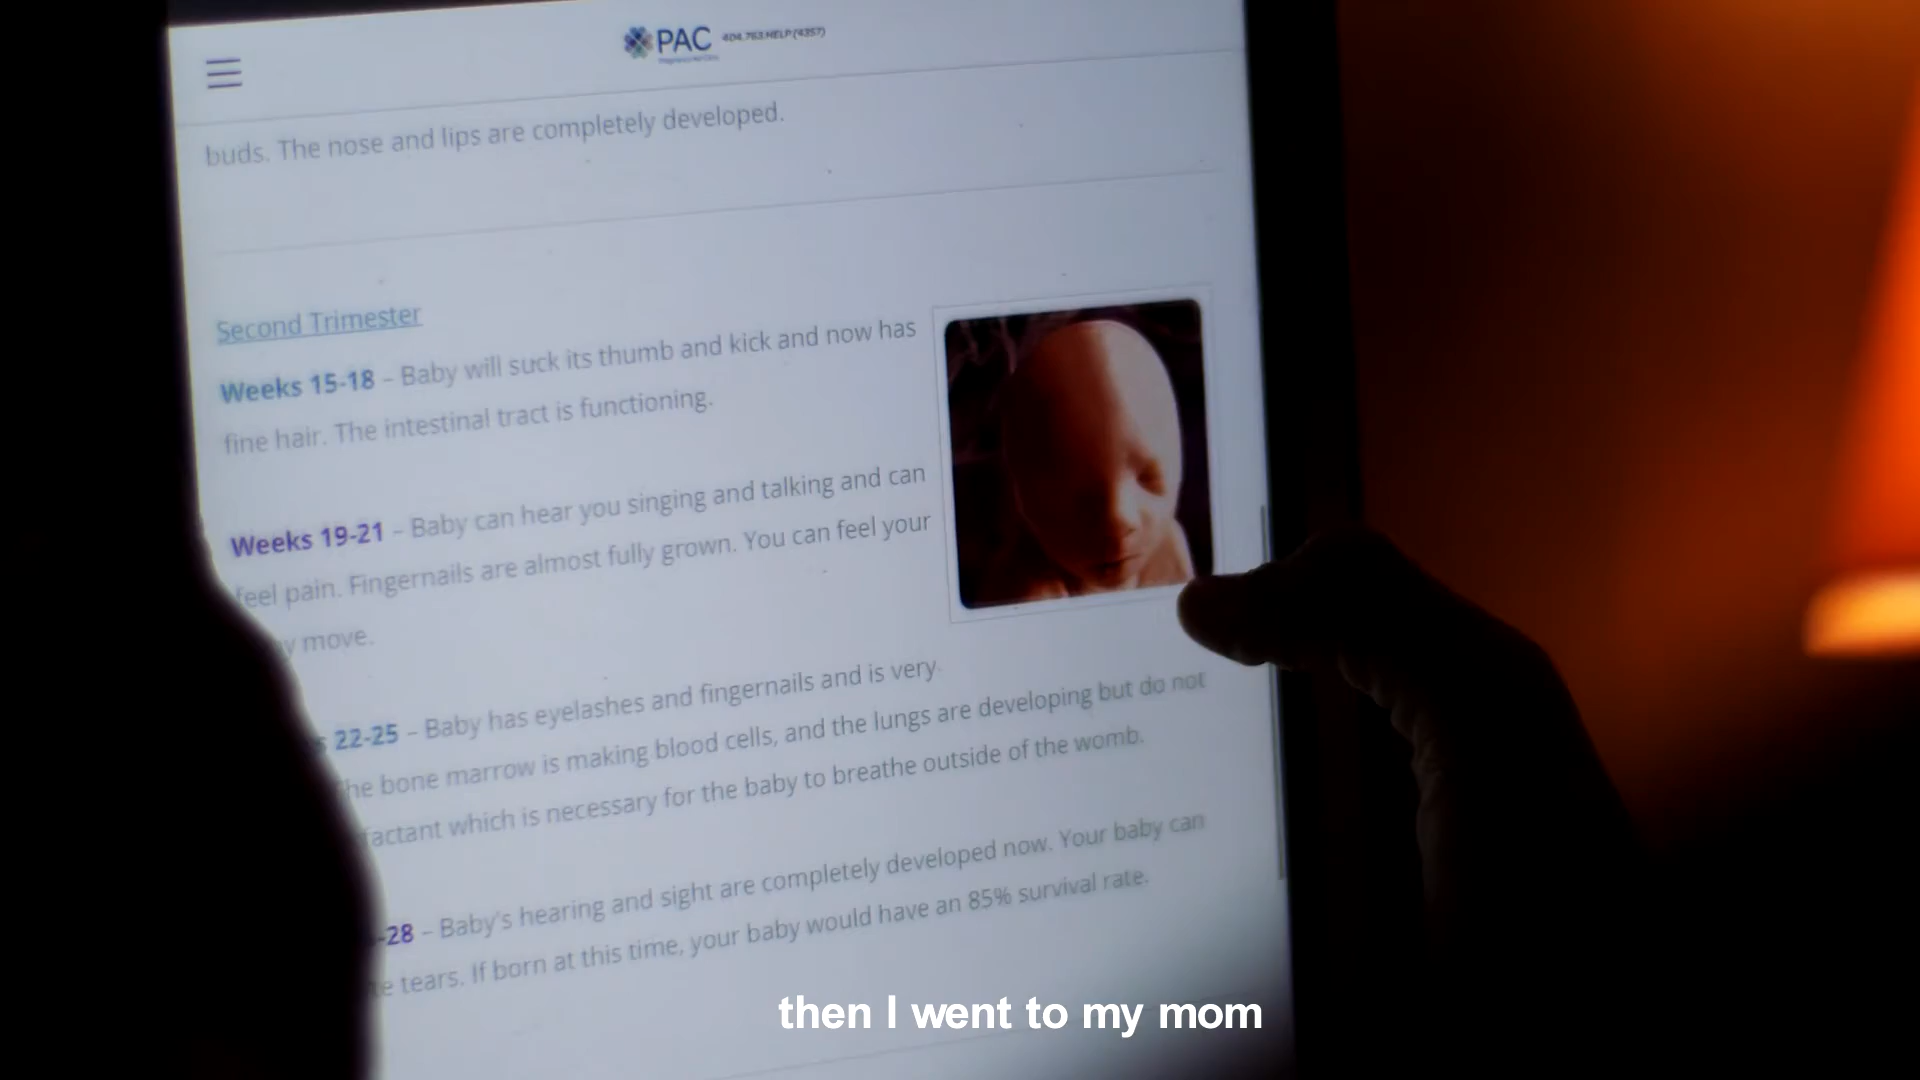 PAC 404.763.HELP (4357)
buds. The nose and lips are completely developed.
Second Trimester
Weeks 15-18 – Baby will suck its thumb and kick and now has
fine hair. The intestinal tract is functioning.
Weeks 19-21 – Baby can hear you singing and talking and can
feel pain. Fingernails are almost fully grown. You can feel your
y move.
s 22-25 – Baby has eyelashes and fingernails and is very
he bone marrow is making blood cells, and the lungs are developing but do not
factant which is necessary for the baby to breathe outside of the womb.
-28 – Baby's hearing and sight are completely developed now. Your baby can
e tears. If born at this time, your baby would have an 85% survival rate.
then I went to my mom